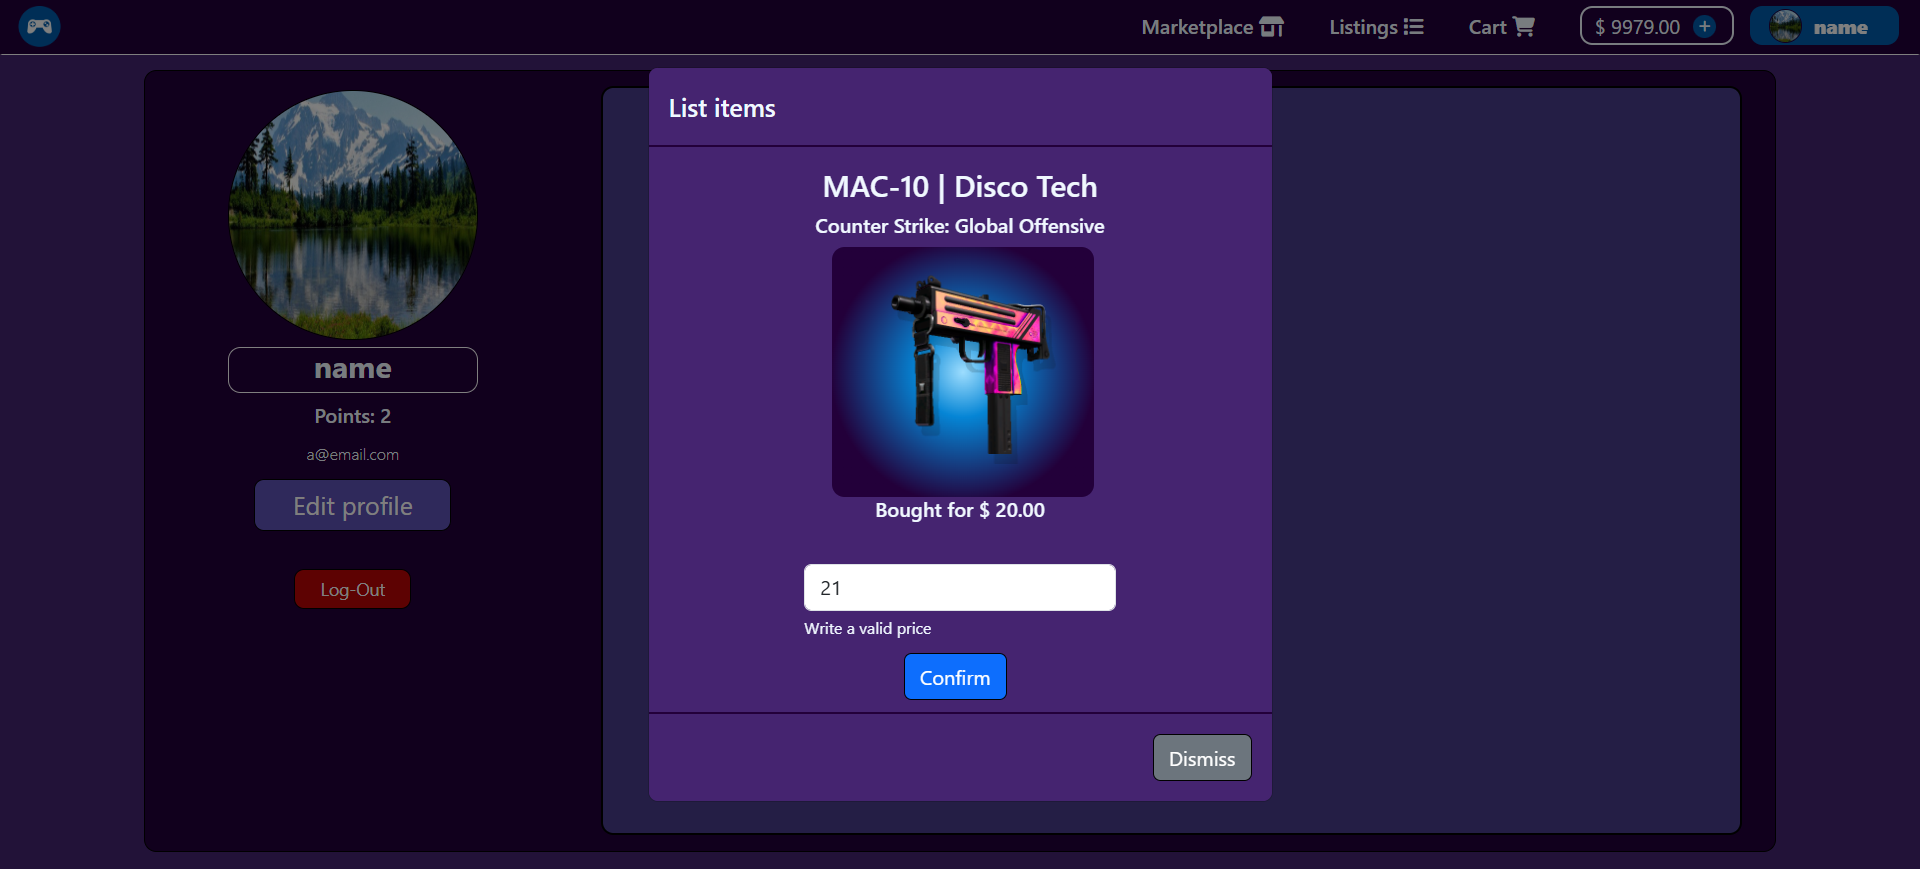 Marketplace
Listings
Cart
$ 9979.00
name
List items
MAC-10 | Disco Tech
Counter Strike: Global Offensive
Bought for $ 20.00
21
Write a valid price
Confirm
Dismiss
name
Points: 2
a@email.com
Edit profile
Log-Out